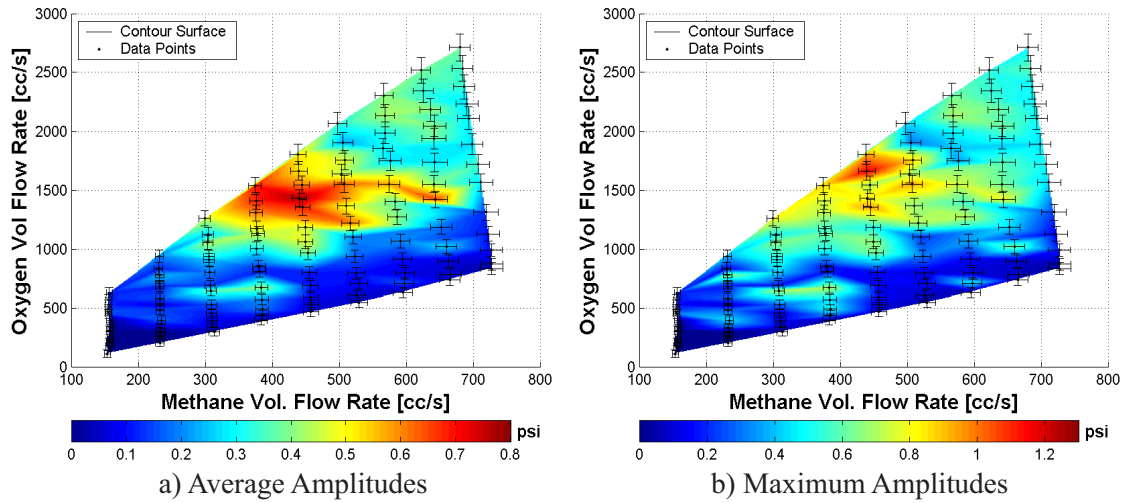 Contour Surface
Data Points
Oxygen Vol Flow Rate [cc/s]
3000
2500
2000
1500
1000
500
0
100 200 300 400 500 600 700 800
Methane Vol. Flow Rate [cc/s]
0 0.1 0.2 0.3 0.4 0.5 0.6 0.7 0.8 psi
a) Average Amplitudes
Contour Surface
Data Points
Oxygen Vol Flow Rate [cc/s]
3000
2500
2000
1500
1000
500
0
100 200 300 400 500 600 700 800
Methane Vol. Flow Rate [cc/s]
0 0.2 0.4 0.6 0.8 1 1.2 psi
b) Maximum Amplitudes